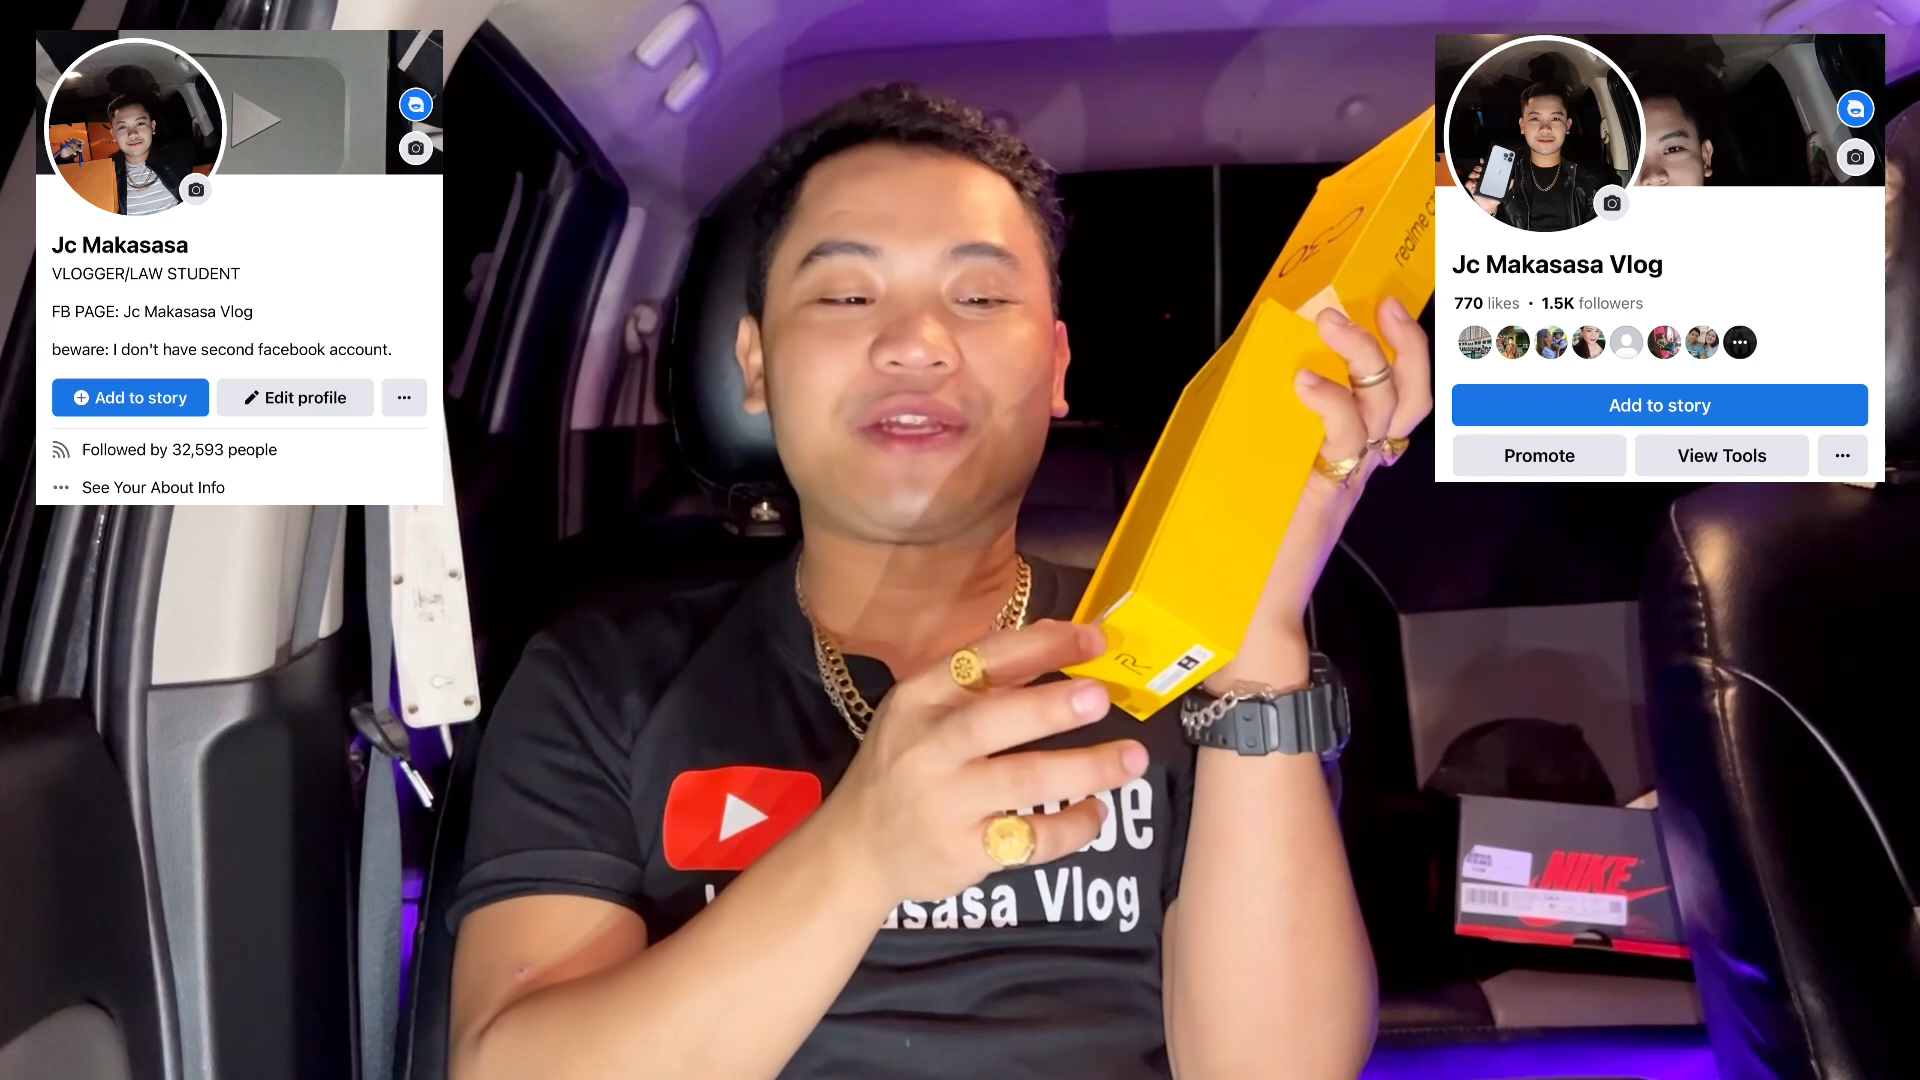 Jc Makasasa
VLOGGER/LAW STUDENT
FB PAGE: Jc Makasasa Vlog
beware: I don't have second facebook account.
Add to story
Edit profile
Followed by 32,593 people
See Your About Info
Jc Makasasa Vlog
770 likes • 1.5K followers
Add to story
Promote
View Tools
C30
realme
sasa Vlog
NIKE